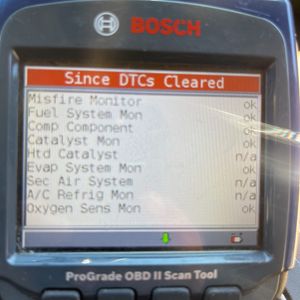 BOSCH
Since DTCs Cleared
Misfire Monitor ok
Fuel System Mon ok
Comp Component ok
Catalyst Mon ok
Htd Catalyst n/a
Evap System Mon ok
Sec Air System n/a
A/C Refrig Mon n/a
Oxygen Sens Mon ok
ProGrade OBD II Scan Tool